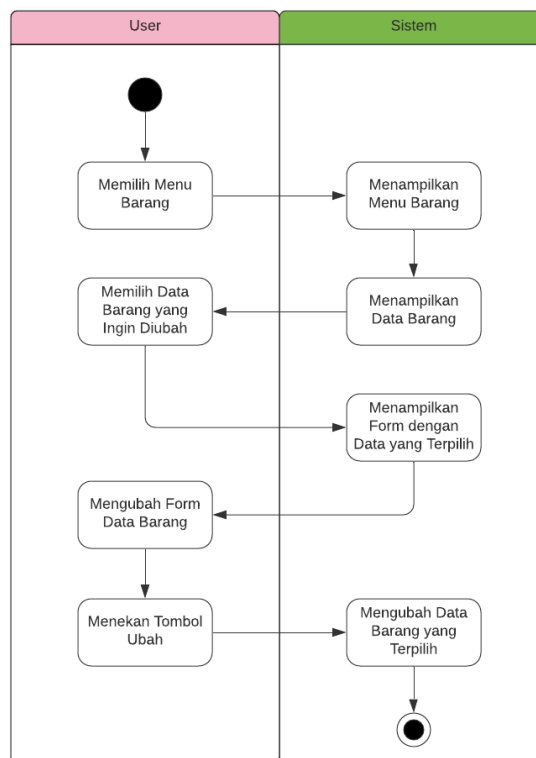 User
Sistem
Memilih Menu
Barang
Menampilkan
Menu Barang
Menampilkan
Data Barang
Memilih Data
Barang yang
Ingin Diubah
Menampilkan
Form dengan
Data yang Terpilih
Mengubah Form
Data Barang
Menekan Tombol
Ubah
Mengubah Data
Barang yang
Terpilih